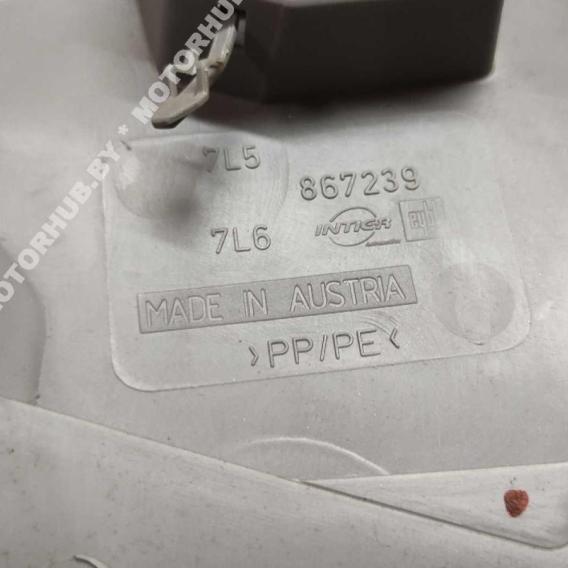 MOTORHUB.BY * MOTORHUB
7L5
867239
7L6
INTIER
MADE IN AUSTRIA
>PP/PE<